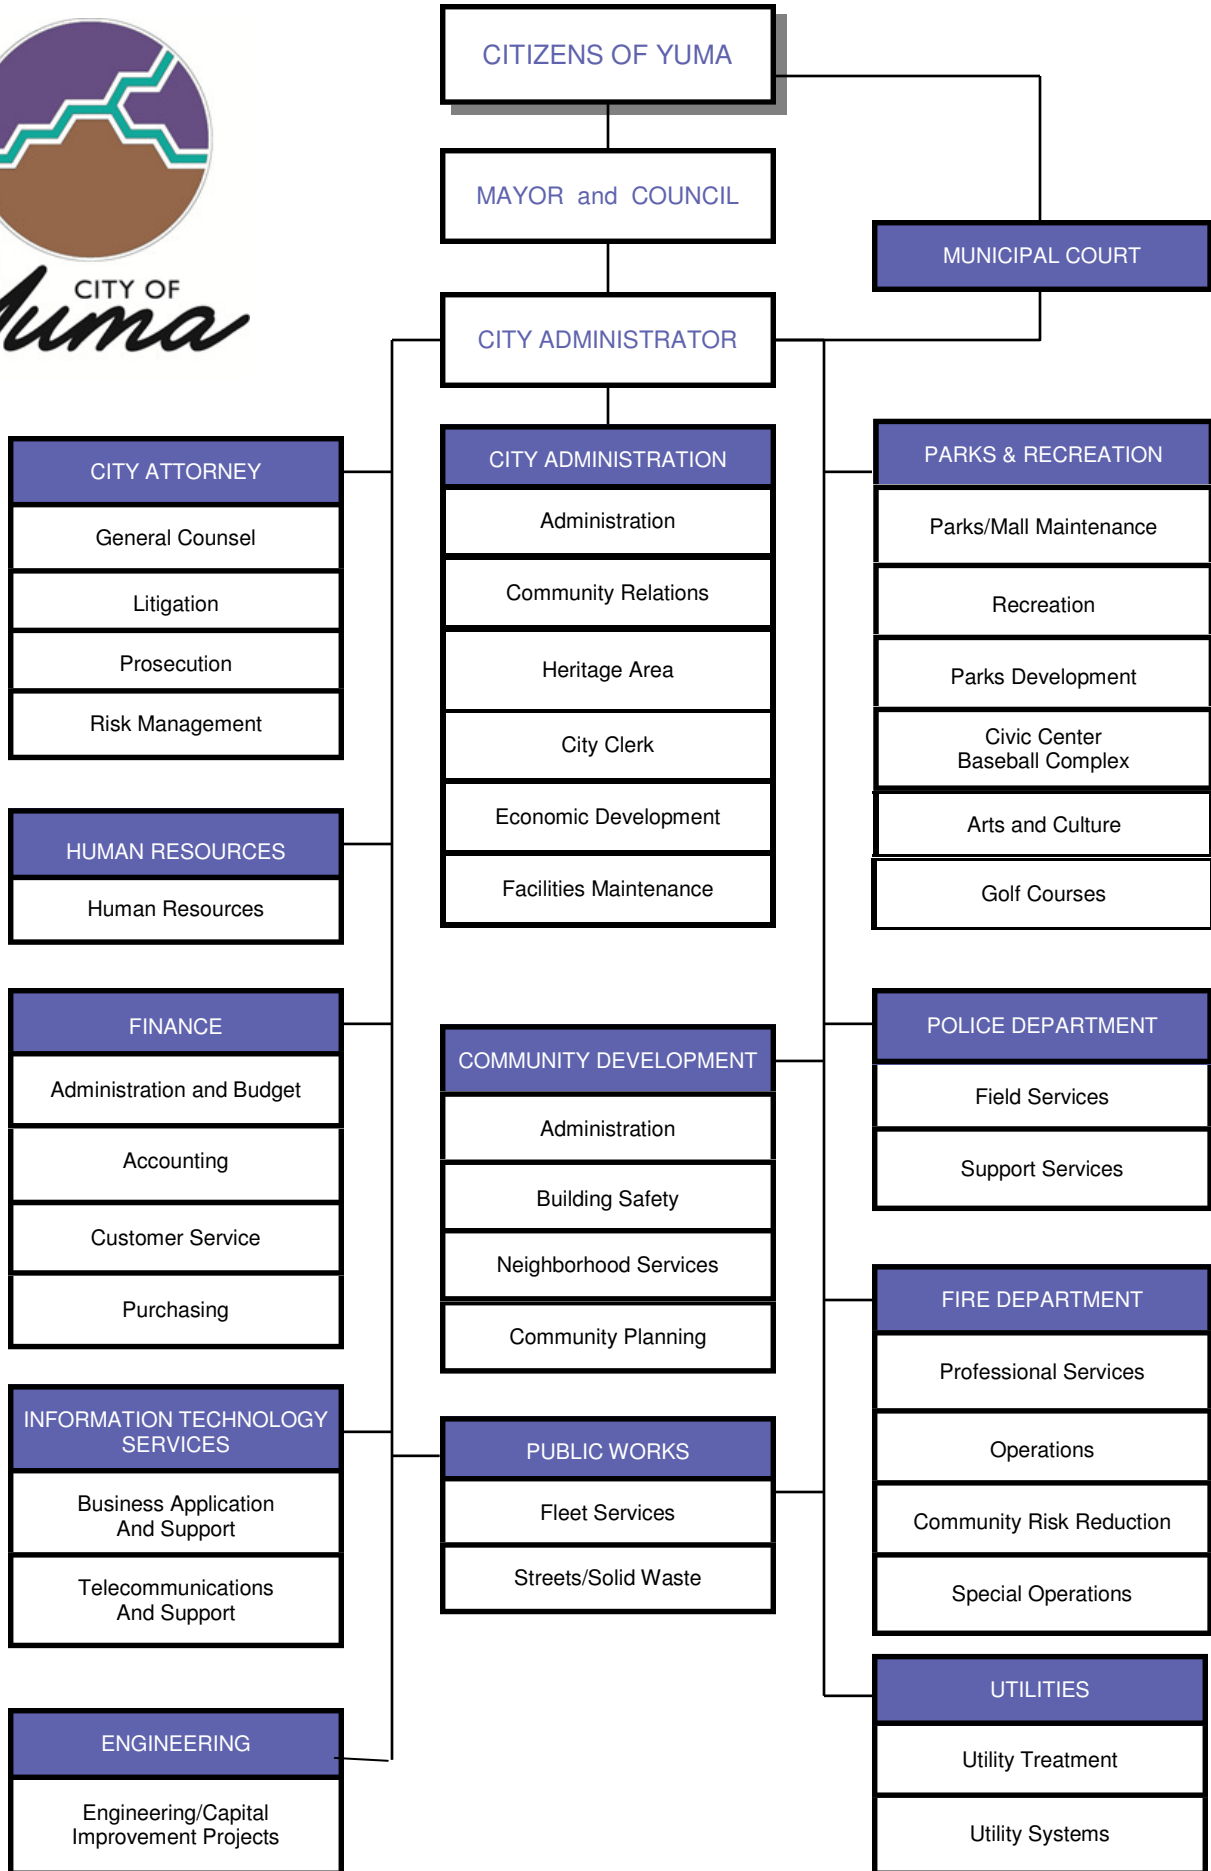 CITIZENS OF YUMA
MAYOR and COUNCIL
MUNICIPAL COURT
CITY OF
Yuma
CITY ADMINISTRATOR
CITY ATTORNEY
General Counsel
Litigation
Prosecution
Risk Management
HUMAN RESOURCES
Human Resources
FINANCE
Administration and Budget
Accounting
Customer Service
Purchasing
INFORMATION TECHNOLOGY
SERVICES
Business Application
And Support
Telecommunications
And Support
ENGINEERING
Engineering/Capital
Improvement Projects
CITY ADMINISTRATION
Administration
Community Relations
Heritage Area
City Clerk
Economic Development
Facilities Maintenance
COMMUNITY DEVELOPMENT
Administration
Building Safety
Neighborhood Services
Community Planning
PUBLIC WORKS
Fleet Services
Streets/Solid Waste
PARKS & RECREATION
Parks/Mall Maintenance
Recreation
Parks Development
Civic Center
Baseball Complex
Arts and Culture
Golf Courses
POLICE DEPARTMENT
Field Services
Support Services
FIRE DEPARTMENT
Professional Services
Operations
Community Risk Reduction
Special Operations
UTILITIES
Utility Treatment
Utility Systems